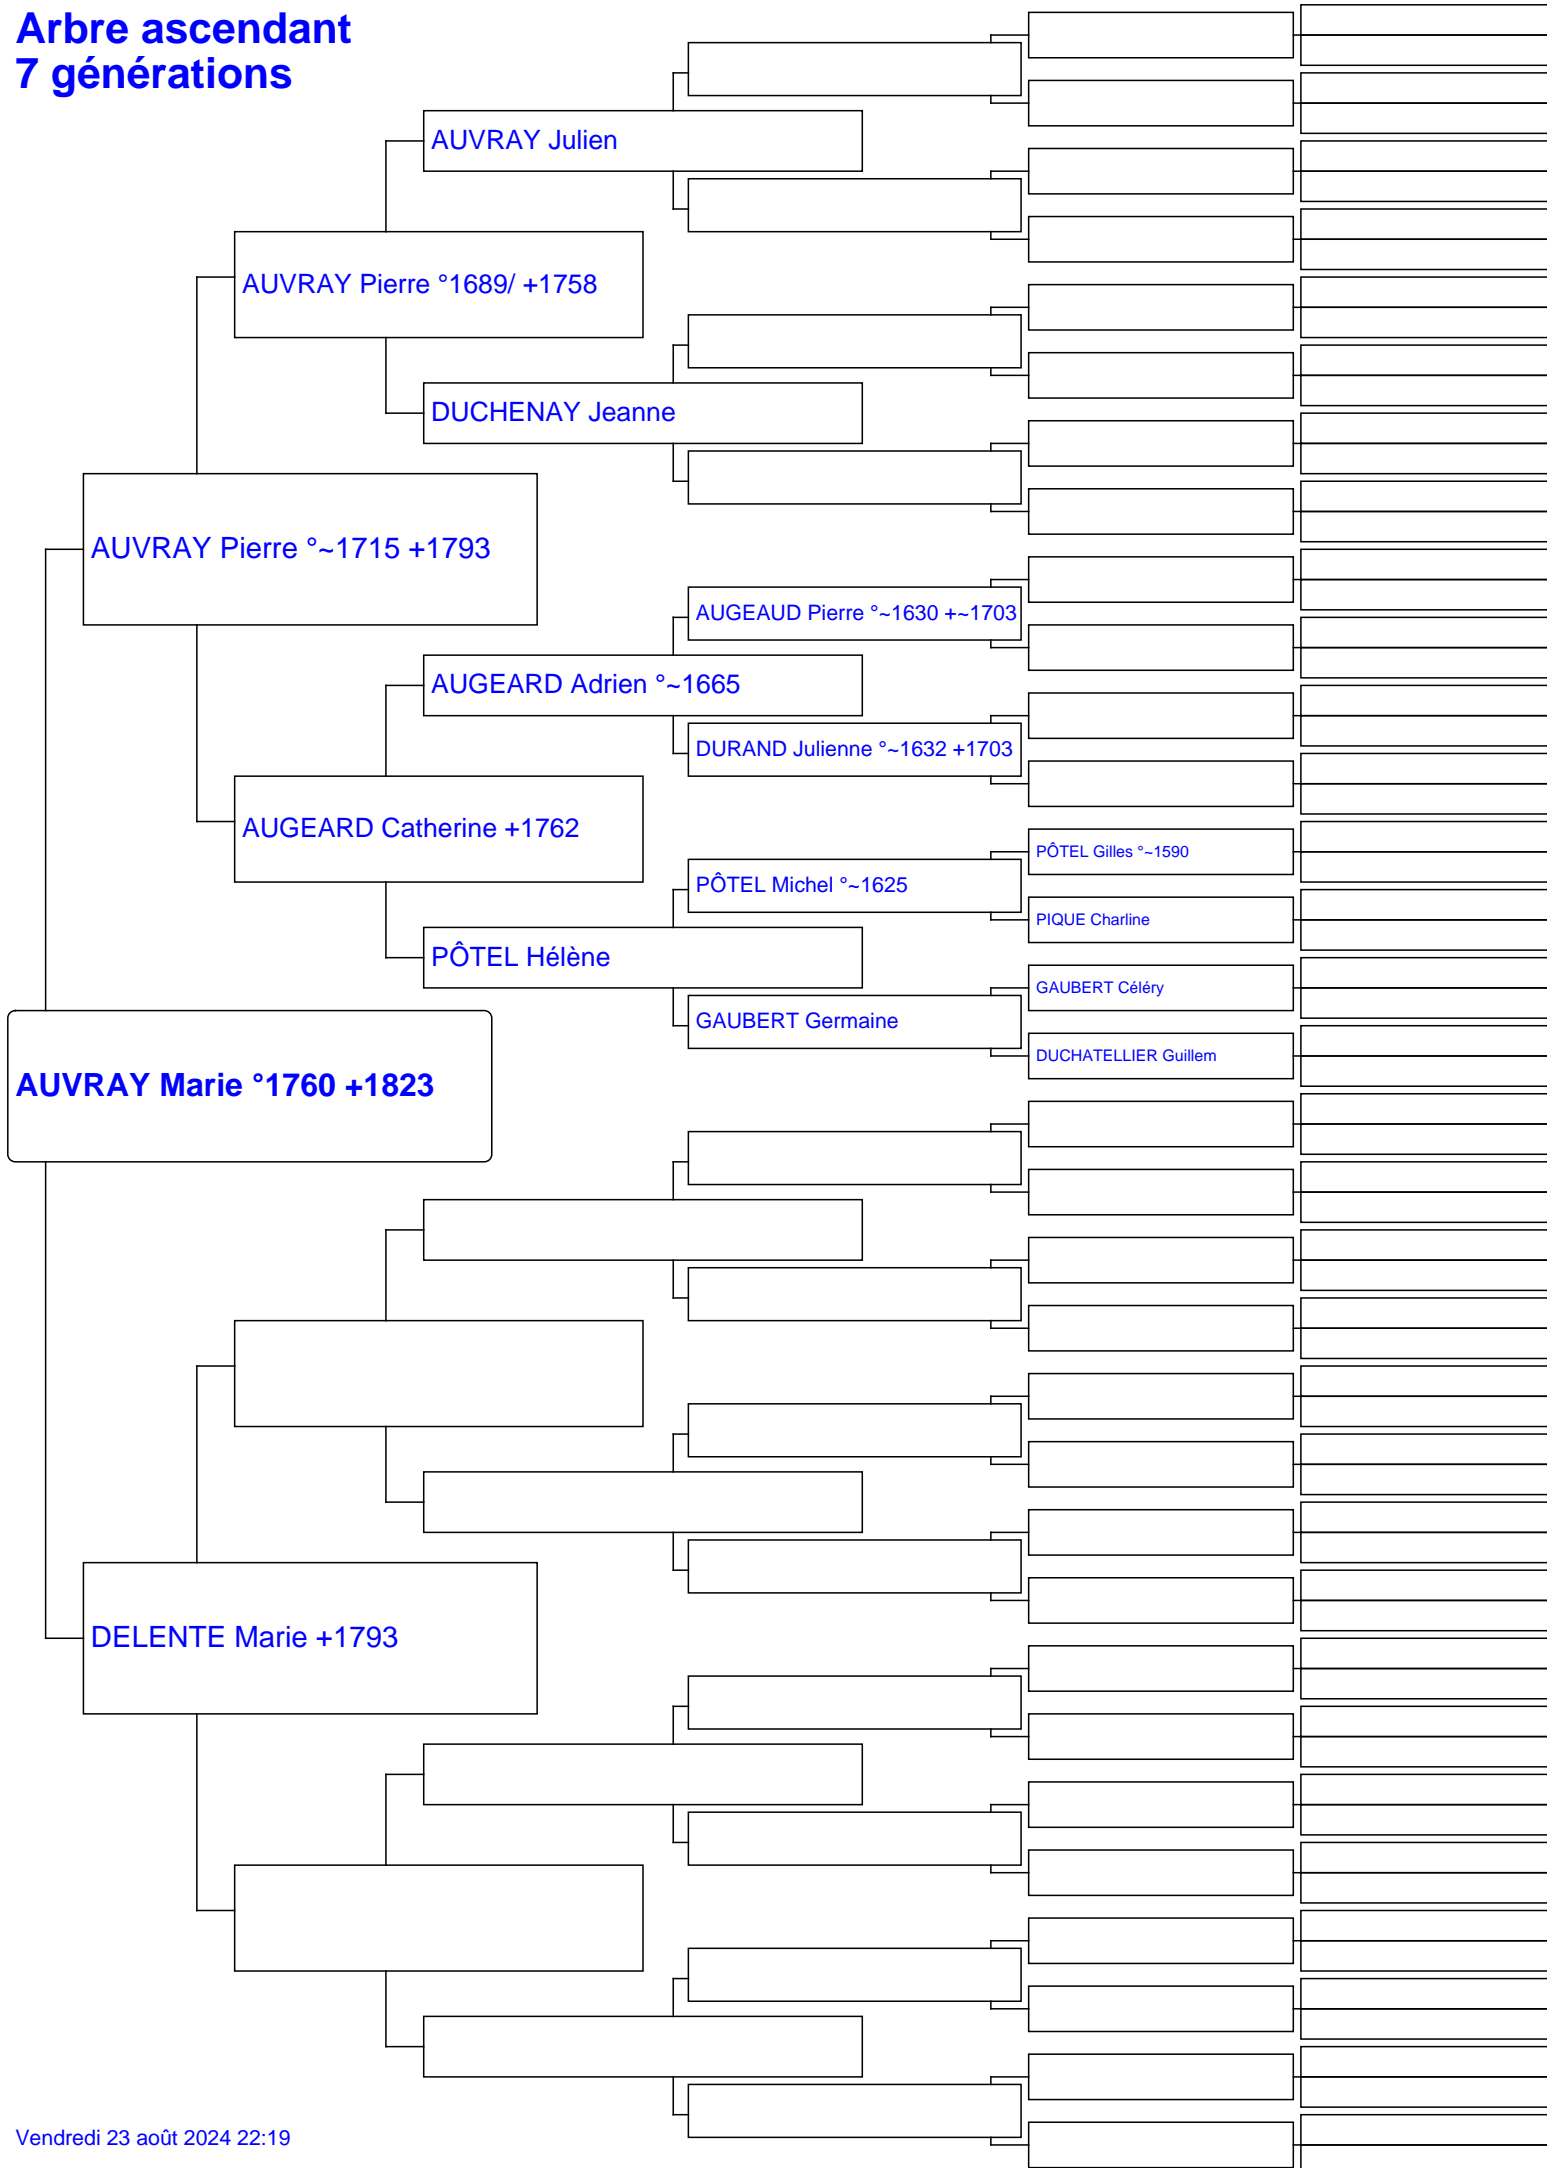 Arbre ascendant
7 générations
AUVRAY Julien
AUVRAY Pierre °1689/ +1758
DUCHENAY Jeanne
AUVRAY Pierre °~1715 +1793
AUGEAUD Pierre °~1630 +~1703
AUGEARD Adrien °~1665
DURAND Julienne °~1632 +1703
AUGEARD Catherine +1762
PÔTEL Gilles °~1590
PÔTEL Michel °~1625
PIQUE Charline
PÔTEL Hélène
GAUBERT Céléry
GAUBERT Germaine
DUCHATELLIER Guillem
AUVRAY Marie °1760 +1823
DELENTE Marie +1793
Vendredi 23 août 2024 22:19